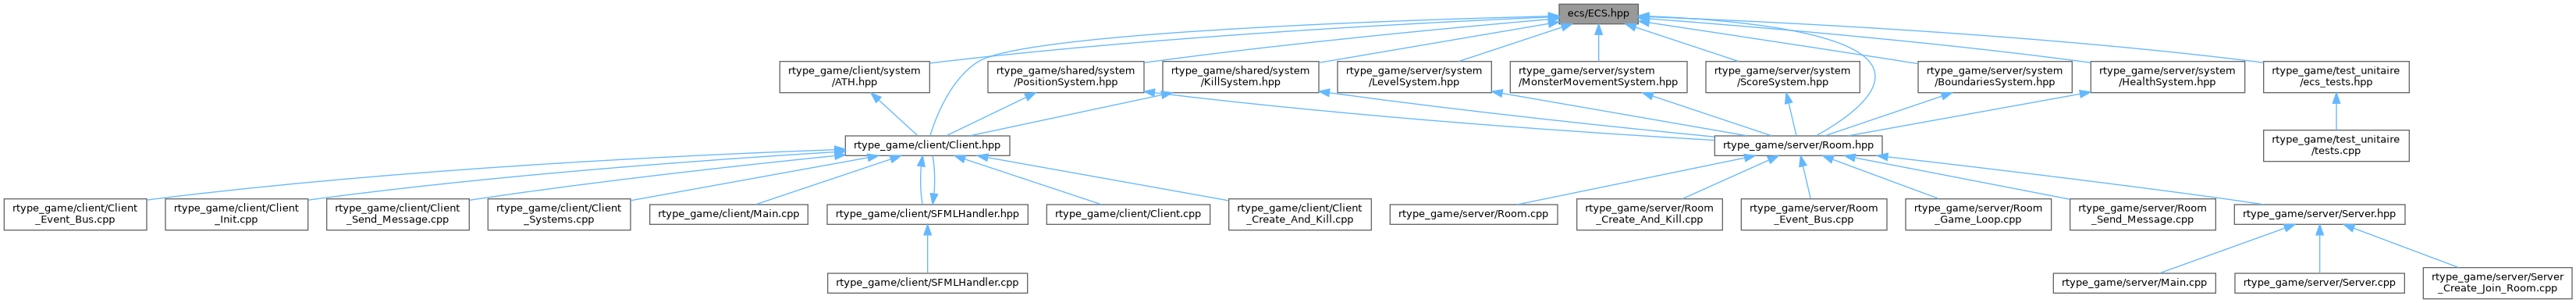 ecs/ECS.hpp
rtype_game/client/system
/ATH.hpp
rtype_game/shared/system
/PositionSystem.hpp
rtype_game/shared/system
/KillSystem.hpp
rtype_game/server/system
/LevelSystem.hpp
rtype_game/server/system
/MonsterMovementSystem.hpp
rtype_game/server/system
/ScoreSystem.hpp
rtype_game/server/system
/BoundariesSystem.hpp
rtype_game/server/system
/HealthSystem.hpp
rtype_game/test_unitaire
/ecs_tests.hpp
rtype_game/client/Client.hpp
rtype_game/server/Room.hpp
rtype_game/test_unitaire
/tests.cpp
rtype_game/client/Client
_Event_Bus.cpp
rtype_game/client/Client
_Init.cpp
rtype_game/client/Client
_Send_Message.cpp
rtype_game/client/Client
_Systems.cpp
rtype_game/client/Main.cpp
rtype_game/client/SFMLHandler.hpp
rtype_game/client/Client.cpp
rtype_game/client/Client
_Create_And_Kill.cpp
rtype_game/server/Room.cpp
rtype_game/server/Room
_Create_And_Kill.cpp
rtype_game/server/Room
_Event_Bus.cpp
rtype_game/server/Room
_Game_Loop.cpp
rtype_game/server/Room
_Send_Message.cpp
rtype_game/server/Server.hpp
rtype_game/client/SFMLHandler.cpp
rtype_game/server/Main.cpp
rtype_game/server/Server.cpp
rtype_game/server/Server
_Create_Join_Room.cpp